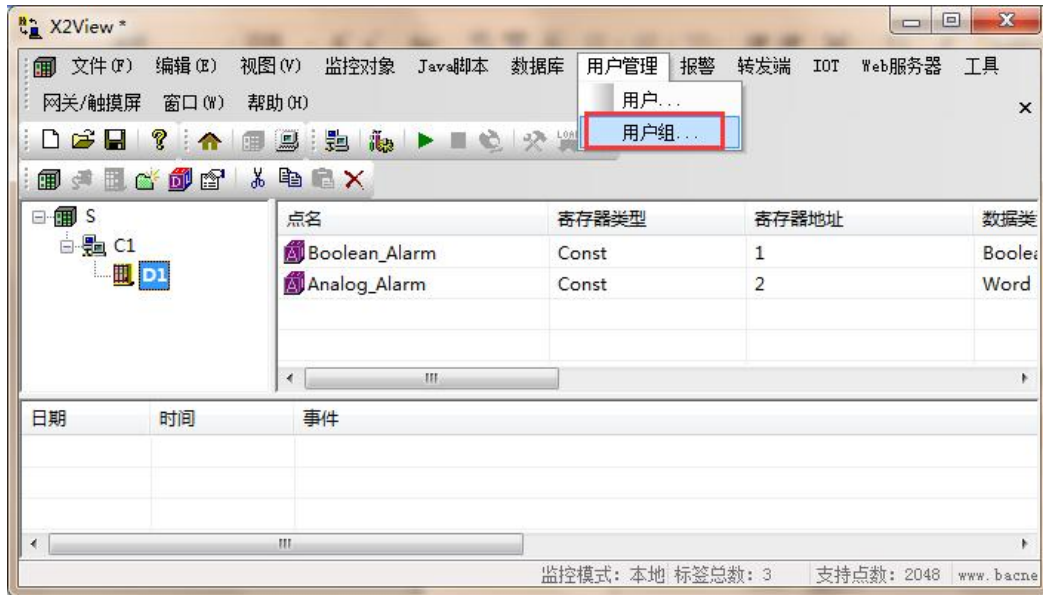 X2View *
文件(F) 编辑(E) 视图(V) 监控对象 Java脚本 数据库 用户管理 报警 转发端 IOT Web服务器 工具
网关/触摸屏 窗口(W) 帮助(H)
用户...
用户组...
S
C1
D1
点名 寄存器类型 寄存器地址 数据类
Boolean_Alarm Const 1 Boolea
Analog_Alarm Const 2 Word
日期 时间 事件
监控模式: 本地 标签总数: 3 支持点数: 2048 www.bacne